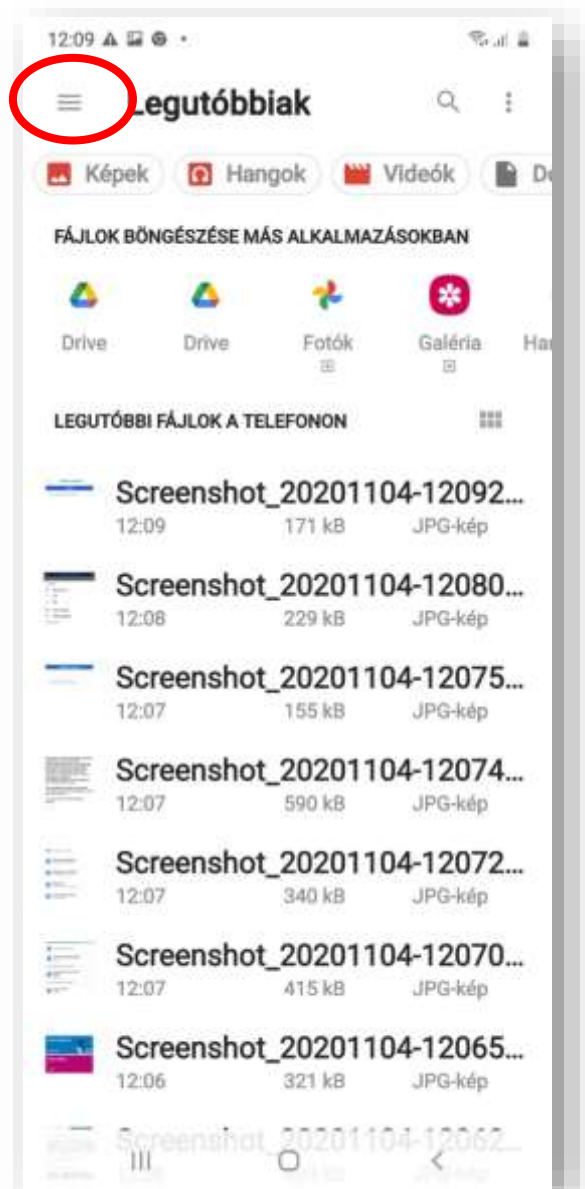 12:09
Legutóbbiak
Képek Hangok Videók
FÁJLOK BÖNGÉSZÉSE MÁS ALKALMAZÁSOKBAN
Drive Drive Fotók Galéria Har
LEGUTÓBBI FÁJLOK A TELEFONON
Screenshot_20201104-12092...
12:09 171 kB JPG-kép
Screenshot_20201104-12080...
12:08 229 kB JPG-kép
Screenshot_20201104-12075...
12:07 155 kB JPG-kép
Screenshot_20201104-12074...
12:07 590 kB JPG-kép
Screenshot_20201104-12072...
12:07 340 kB JPG-kép
Screenshot_20201104-12070...
12:07 415 kB JPG-kép
Screenshot_20201104-12065...
12:06 321 kB JPG-kép
Screenshot_20201104-12062...